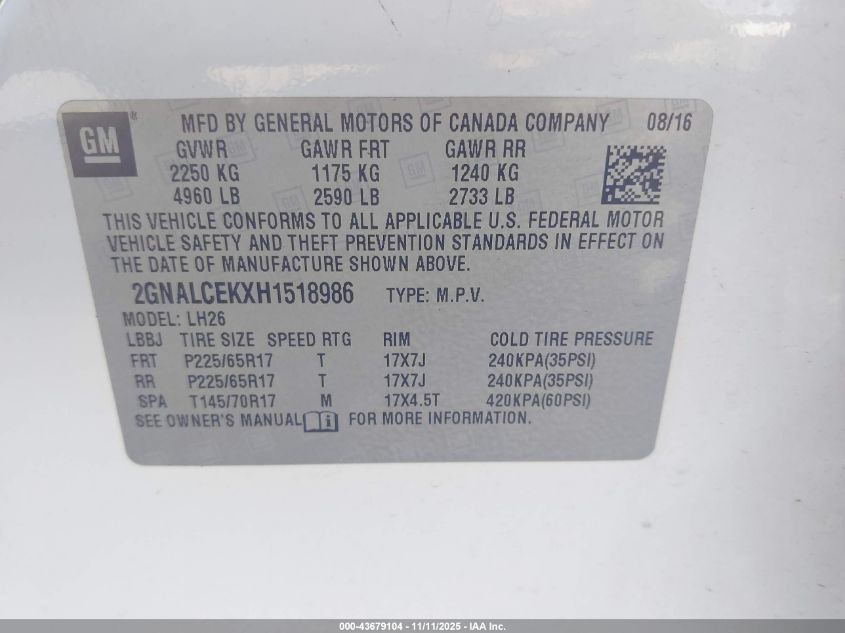 GM ® MFD BY GENERAL MOTORS OF CANADA COMPANY 08/16
GVWR GAWR FRT GAWR RR
2250 KG 1175 KG 1240 KG
4960 LB 2590 LB 2733 LB
THIS VEHICLE CONFORMS TO ALL APPLICABLE U.S. FEDERAL MOTOR
VEHICLE SAFETY AND THEFT PREVENTION STANDARDS IN EFFECT ON
THE DATE OF MANUFACTURE SHOWN ABOVE.
2GNALCEKXH1518986 TYPE: M.P.V.
MODEL: LH26
LBBJ TIRE SIZE SPEED RTG RIM COLD TIRE PRESSURE
FRT P225/65R17 T 17X7J 240KPA(35PSI)
RR P225/65R17 T 17X7J 240KPA(35PSI)
SPA T145/70R17 M 17X4.5T 420KPA(60PSI)
SEE OWNER'S MANUAL i FOR MORE INFORMATION.
000-43679104 - 11/11/2025 - IAA Inc.